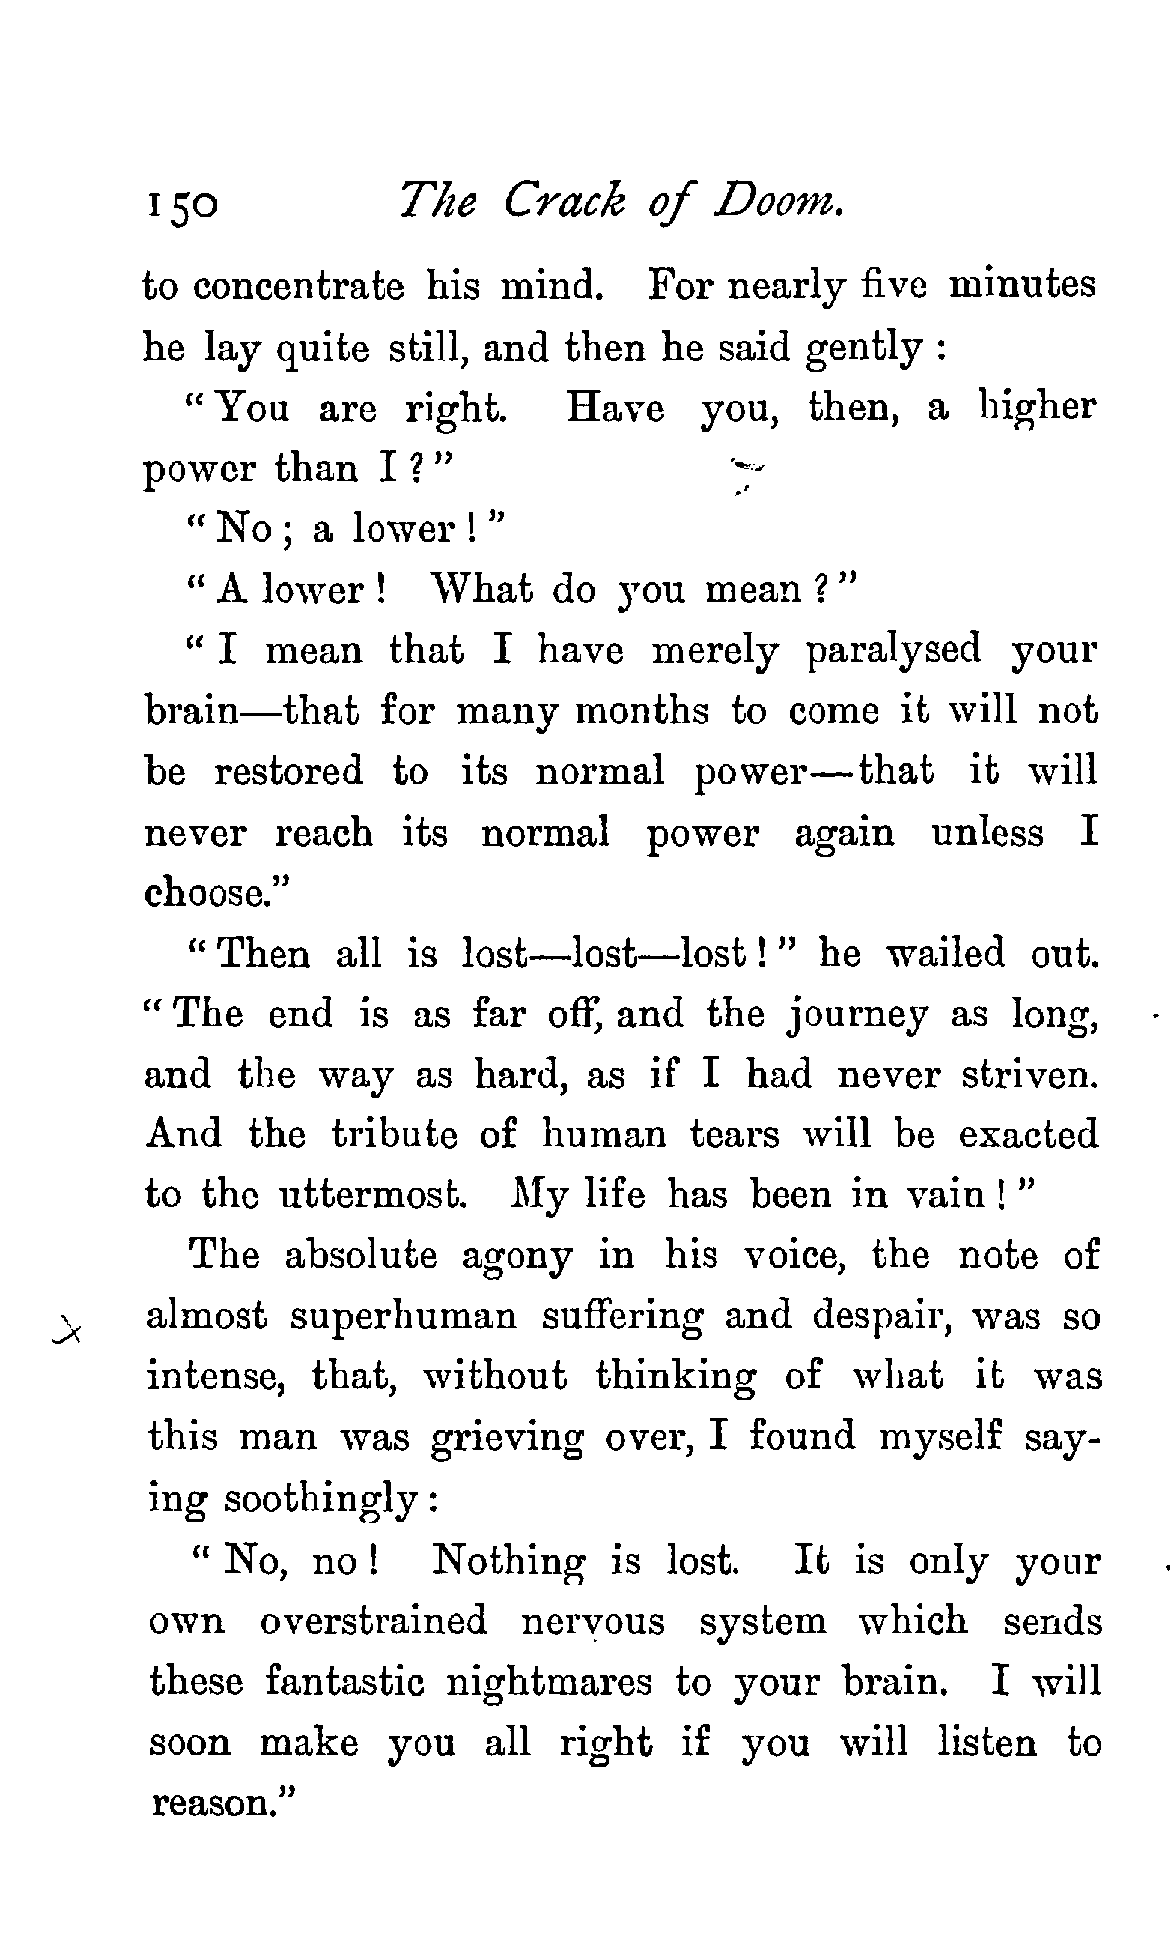 150 The Crack of Doom.
to concentrate his mind. For nearly five minutes
he lay quite still, and then he said gently :
“ You are right. Have you, then, a higher
power than I ? ”
“ No ; a lower ! ”
“ A lower ! What do you mean ? ”
“ I mean that I have merely paralysed your
brain—that for many months to come it will not
be restored to its normal power—that it will
never reach its normal power again unless I
choose.”
“ Then all is lost—lost—lost ! ” he wailed out.
“ The end is as far off, and the journey as long,
and the way as hard, as if I had never striven.
And the tribute of human tears will be exacted
to the uttermost. My life has been in vain ! ”
The absolute agony in his voice, the note of
almost superhuman suffering and despair, was so
intense, that, without thinking of what it was
this man was grieving over, I found myself say-
ing soothingly :
“ No, no ! Nothing is lost. It is only your
own overstrained nervous system which sends
these fantastic nightmares to your brain. I will
soon make you all right if you will listen to
reason.”